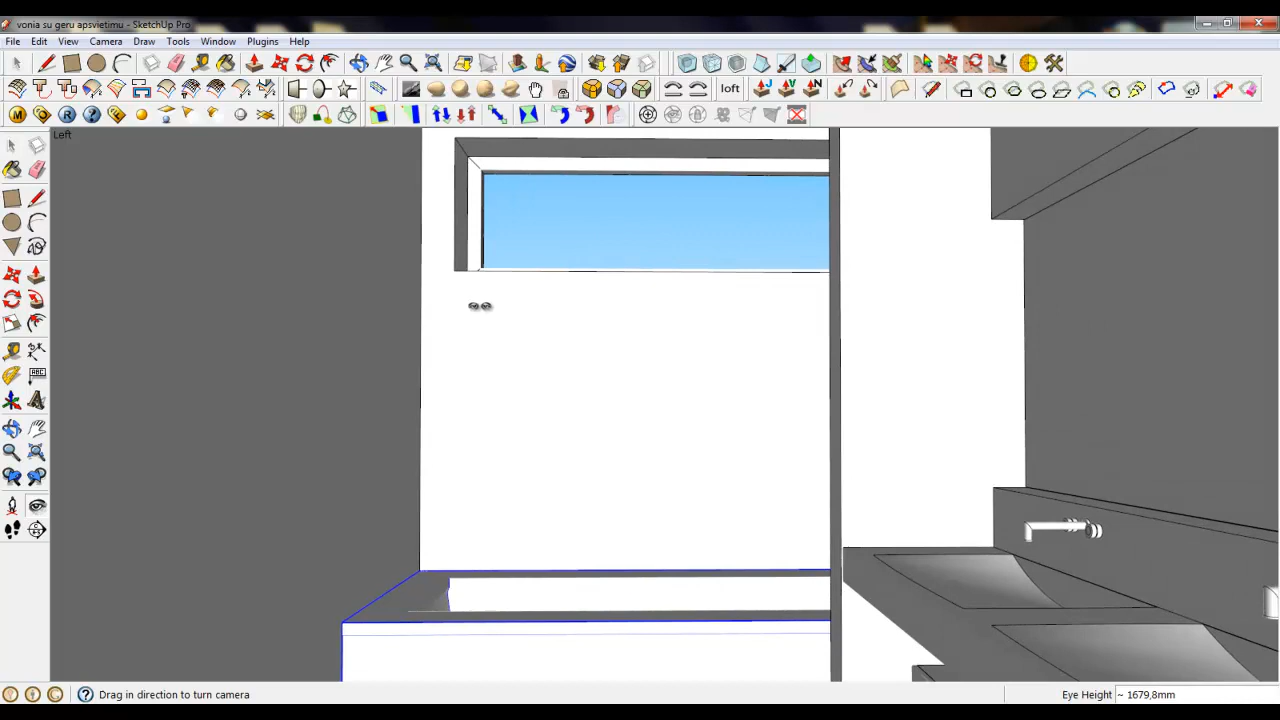 vonia su geru apsvietimu - SketchUp Pro
File Edit View Camera Draw Tools Window Plugins Help
loft
M Q R ?
Left
ABC
Drag in direction to turn camera
Eye Height ~ 1679,8mm